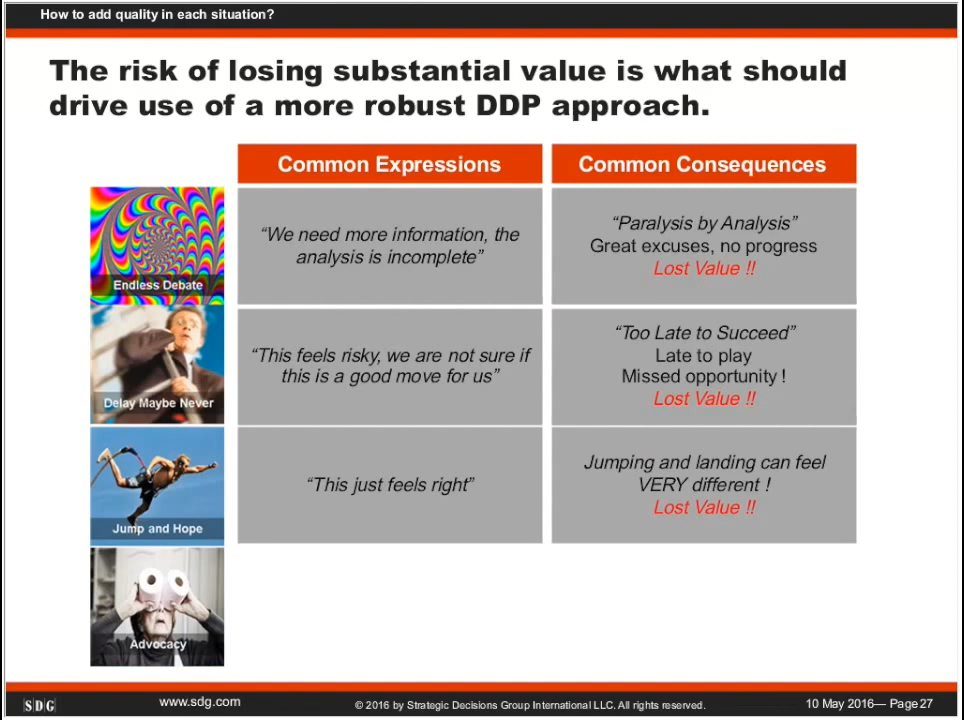 How to add quality in each situation?
The risk of losing substantial value is what should
drive use of a more robust DDP approach.
Common Expressions
Common Consequences
Endless Debate
“We need more information, the
analysis is incomplete”
“Paralysis by Analysis”
Great excuses, no progress
Lost Value !!
Delay Maybe Never
“This feels risky, we are not sure if
this is a good move for us”
“Too Late to Succeed”
Late to play
Missed opportunity !
Lost Value !!
Jump and Hope
“This just feels right”
Jumping and landing can feel
VERY different !
Lost Value !!
Advocacy
SDG
www.sdg.com
© 2016 by Strategic Decisions Group International LLC. All rights reserved.
10 May 2016— Page 27